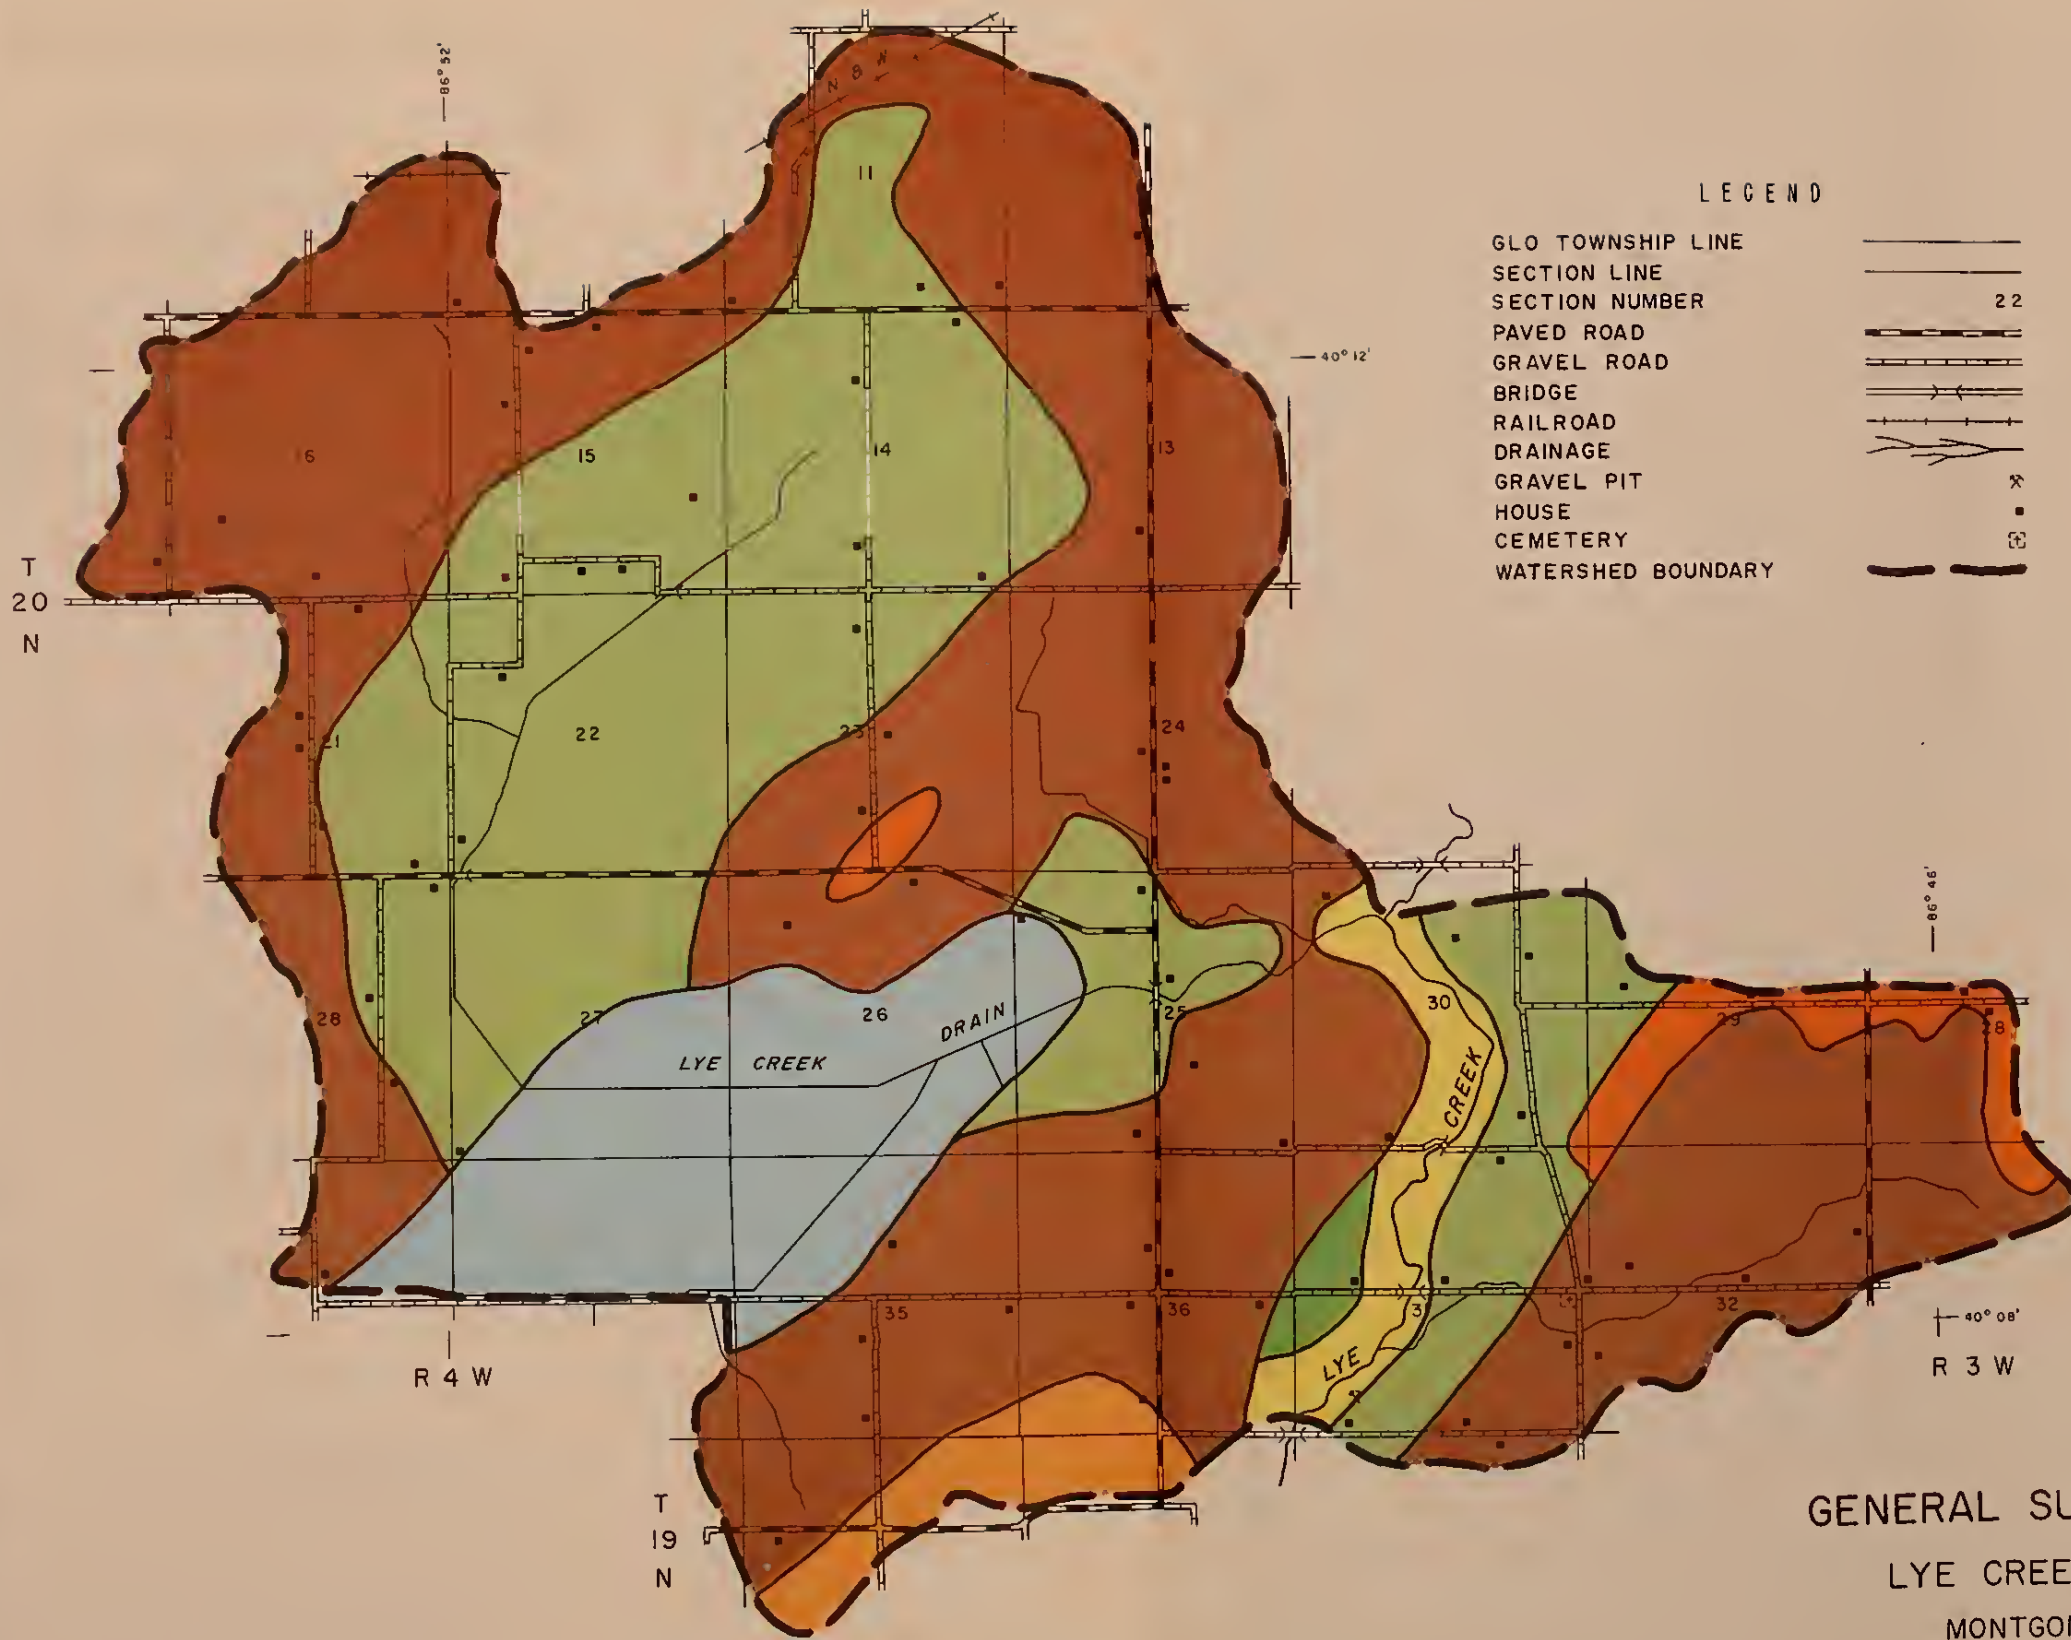 86° 52'
N & W
11
LEGEND
GLO TOWNSHIP LINE
SECTION LINE
SECTION NUMBER 22
PAVED ROAD
GRAVEL ROAD
BRIDGE
RAILROAD
DRAINAGE
GRAVEL PIT
HOUSE
CEMETERY
WATERSHED BOUNDARY
40° 12'
16 15 14 13
T
20
N
21 22 23 24
86° 46'
28 27 26 25 30 29 28
LYE CREEK DRAIN
LYE CREEK
35 36 31 32
40° 08'
R 4 W
R 3 W
T
19
N
GENERAL SU
LYE CREE
MONTGO